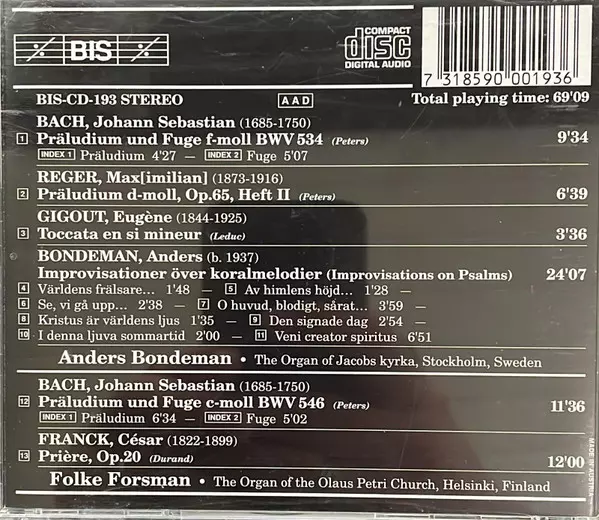 BIS
COMPACT
disc
DIGITAL AUDIO
7 318590 001936
BIS-CD-193 STEREO AAD Total playing time: 69'09
BACH, Johann Sebastian (1685-1750)
1 Präludium und Fuge f-moll BWV 534 (Peters) 9'34
INDEX 1 Präludium 4'27 — INDEX 2 Fuge 5'07
REGER, Max[imilian] (1873-1916)
2 Präludium d-moll, Op.65, Heft II (Peters) 6'39
GIGOUT, Eugène (1844-1925)
3 Toccata en si mineur (Leduc) 3'36
BONDEMAN, Anders (b. 1937)
Improvisationer över koralmelodier (Improvisations on Psalms) 24'07
4 Världens frälsare... 1'48 — 5 Av himlens höjd... 1'28 —
6 Se, vi gå upp... 2'38 — 7 O huvud, blodigt, sårat... 3'59 —
8 Kristus är världens ljus 1'35 — 9 Den signade dag 2'54 —
10 I denna ljuva sommartid 2'00 — 11 Veni creator spiritus 6'51
Anders Bondeman • The Organ of Jacobs kyrka, Stockholm, Sweden
BACH, Johann Sebastian (1685-1750)
12 Präludium und Fuge c-moll BWV 546 (Peters) 11'36
INDEX 1 Präludium 6'34 — INDEX 2 Fuge 5'02
FRANCK, César (1822-1899)
13 Prière, Op.20 (Durand) 12'00
Folke Forsman • The Organ of the Olaus Petri Church, Helsinki, Finland
MADE IN AUSTRIA